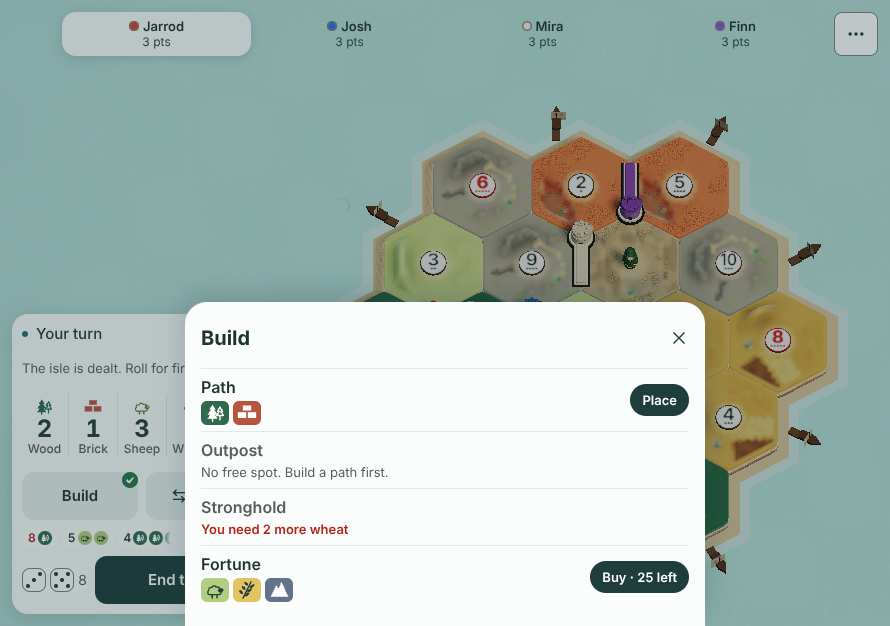 Jarrod
3 pts
Josh
3 pts
Mira
3 pts
Finn
3 pts
6
2
5
3
9
10
8
4
Your turn
The isle is dealt. Roll for fir
2
1
3
Wood
Brick
Sheep
W
Build
8
5
4
8
End t
Build
Path
Place
Outpost
No free spot. Build a path first.
Stronghold
You need 2 more wheat
Fortune
Buy · 25 left